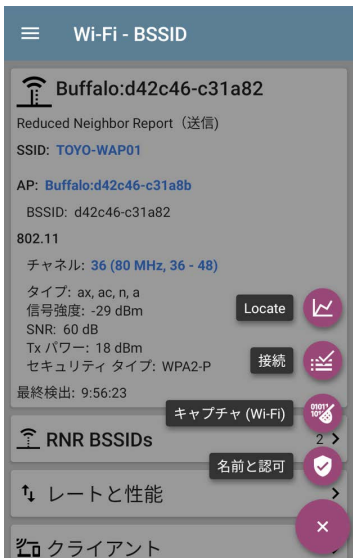 Wi-Fi - BSSID
Buffalo:d42c46-c31a82
Reduced Neighbor Report（送信)
SSID: TOYO-WAP01
AP: Buffalo:d42c46-c31a8b
BSSID: d42c46-c31a82
802.11
チャネル: 36 (80 MHz, 36 - 48)
タイプ: ax, ac, n, a
信号強度: -29 dBm
SNR: 60 dB
Tx パワー: 18 dBm
セキュリティ タイプ: WPA2-P
最終検出: 9:56:23
Locate
接続
キャプチャ (Wi-Fi)
RNR BSSIDs
2
名前と認可
レートと性能
クライアント